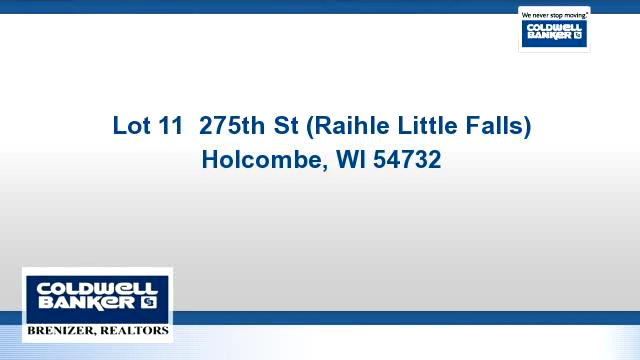 We never stop moving.®
COLDWELL
BANKER
Lot 11 275th St (Raihle Little Falls)
Holcombe, WI 54732
COLDWELL
BANKER
BRENIZER, REALTORS